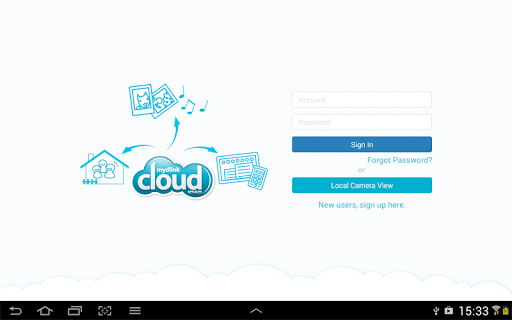 mydlink
cloud
services
Account
Password
Sign In
Forgot Password?
or
Local Camera View
New users, sign up here.
15:33